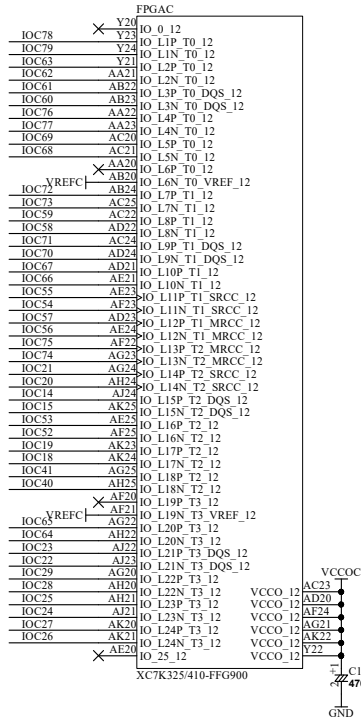 FPGAC
Y20 IO_0_12
IOC78 Y23 IO_L1P_T0_12
IOC79 Y24 IO_L1N_T0_12
IOC63 Y21 IO_L2P_T0_12
IOC62 AA21 IO_L2N_T0_12
IOC61 AB22 IO_L3P_T0_DQS_12
IOC60 AB23 IO_L3N_T0_DQS_12
IOC76 AA22 IO_L4P_T0_12
IOC77 AA23 IO_L4N_T0_12
IOC69 AC20 IO_L5P_T0_12
IOC68 AC21 IO_L5N_T0_12
AA20 IO_L6P_T0_12
VREFC AB20 IO_L6N_T0_VREF_12
IOC72 AB24 IO_L7P_T1_12
IOC73 AC25 IO_L7N_T1_12
IOC59 AC22 IO_L8P_T1_12
IOC58 AD22 IO_L8N_T1_12
IOC71 AC24 IO_L9P_T1_DQS_12
IOC70 AD24 IO_L9N_T1_DQS_12
IOC67 AD21 IO_L10P_T1_12
IOC66 AE21 IO_L10N_T1_12
IOC55 AE23 IO_L11P_T1_SRCC_12
IOC54 AF23 IO_L11N_T1_SRCC_12
IOC57 AD23 IO_L12P_T1_MRCC_12
IOC56 AE24 IO_L12N_T1_MRCC_12
IOC75 AF22 IO_L13P_T2_MRCC_12
IOC74 AG23 IO_L13N_T2_MRCC_12
IOC21 AG24 IO_L14P_T2_SRCC_12
IOC20 AH24 IO_L14N_T2_SRCC_12
IOC14 AJ24 IO_L15P_T2_DQS_12
IOC15 AK25 IO_L15N_T2_DQS_12
IOC53 AE25 IO_L16P_T2_12
IOC52 AF25 IO_L16N_T2_12
IOC19 AK23 IO_L17P_T2_12
IOC18 AK24 IO_L17N_T2_12
IOC41 AG25 IO_L18P_T2_12
IOC40 AH25 IO_L18N_T2_12
AF20 IO_L19P_T3_12
VREFC AF21 IO_L19N_T3_VREF_12
IOC65 AG22 IO_L20P_T3_12
IOC64 AH22 IO_L20N_T3_12
IOC23 AJ22 IO_L21P_T3_DQS_12
IOC22 AJ23 IO_L21N_T3_DQS_12
IOC29 AG20 IO_L22P_T3_12 VCCOC
IOC28 AH20 IO_L22N_T3_12 VCCO_12 AC23
IOC25 AH21 IO_L23P_T3_12 VCCO_12 AD20
IOC24 AJ21 IO_L23N_T3_12 VCCO_12 AF24
IOC27 AK20 IO_L24P_T3_12 VCCO_12 AG21
IOC26 AK21 IO_L24N_T3_12 VCCO_12 AK22
AE20 IO_25_12 VCCO_12 Y22
XC7K325/410-FFG900
2 +1 C1
47
GND